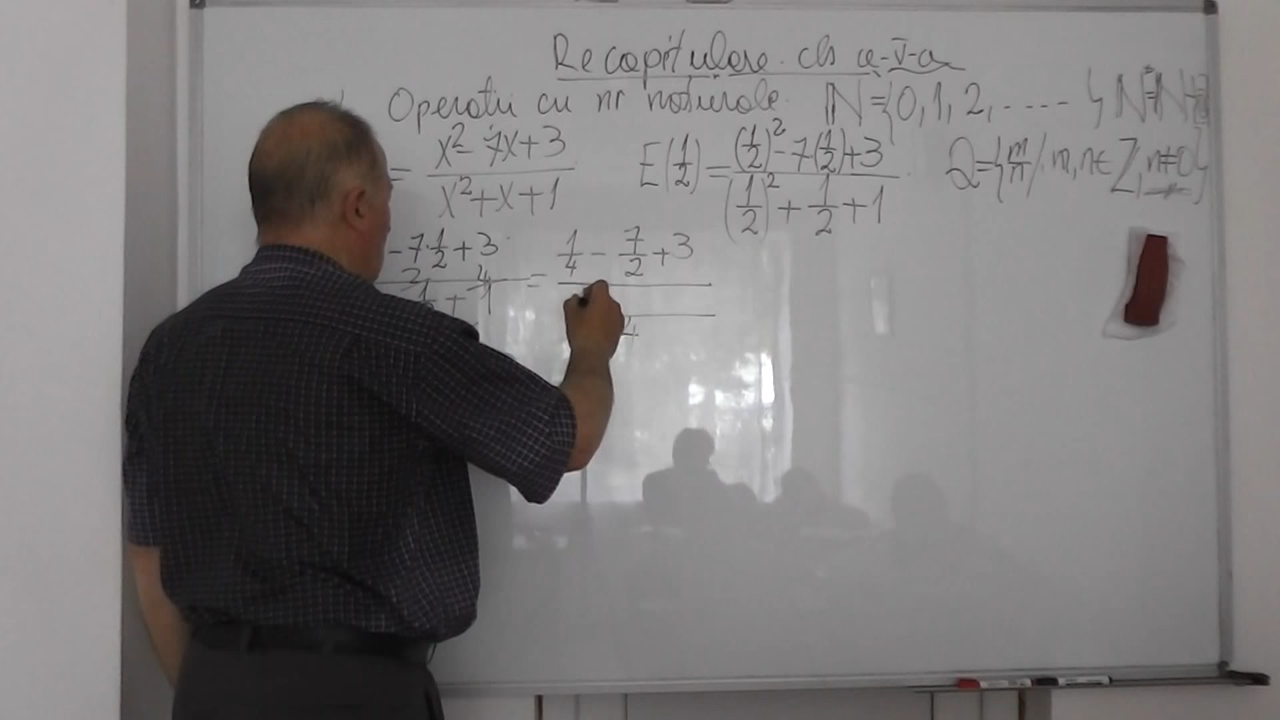 Recapitulare cls a-V-a
Operatii cu nr naturale. N={0,1,2,.....}
= (x²-7x+3)/(x²+x+1) E(1/2)=((1/2)²-7(1/2)+3)/((1/2)²+1/2+1) Q={m/n / m,n∈Z,n≠0}
-7·1/2+3 = 1/4 - 7/2 + 3
4